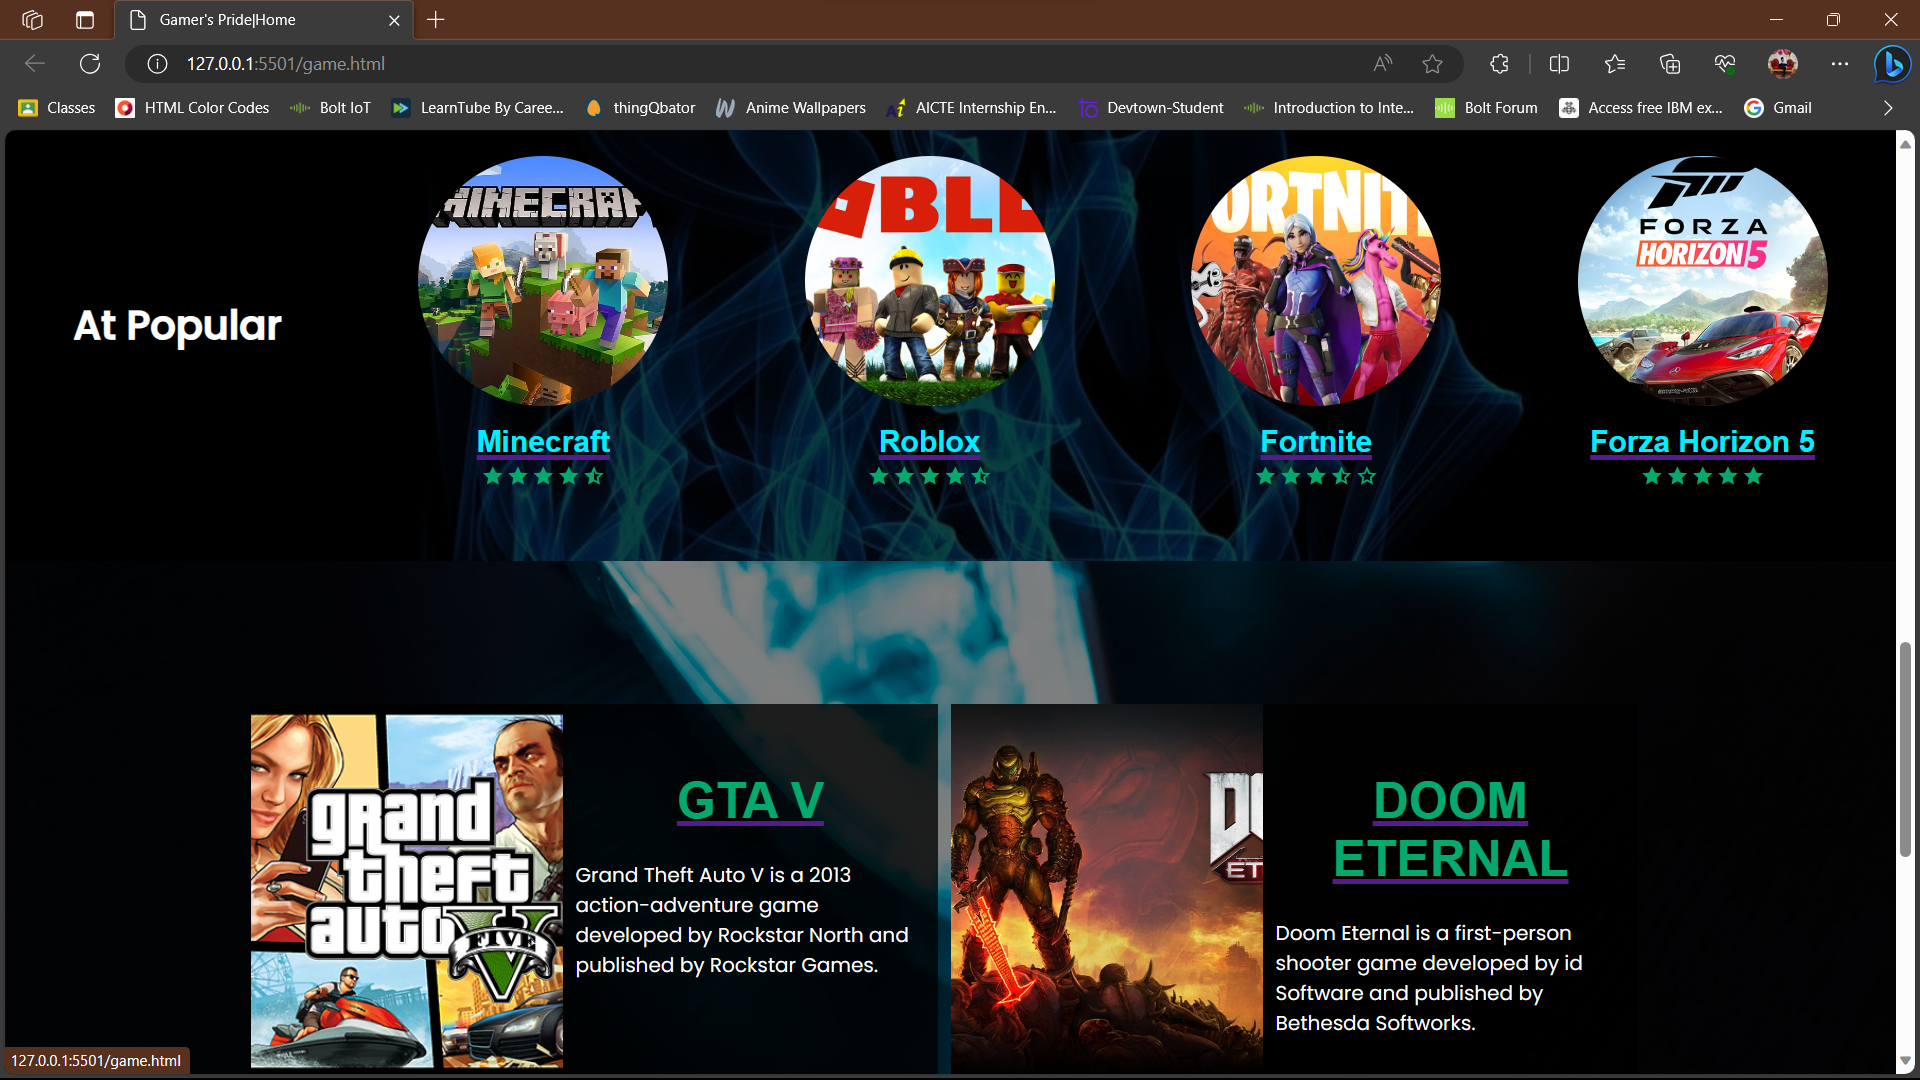 Gamer's Pride|Home
127.0.0.1:5501/game.html
Classes
HTML Color Codes
Bolt IoT
LearnTube By Caree...
thingQbator
Anime Wallpapers
AICTE Internship En...
Devtown-Student
Introduction to Inte...
Bolt Forum
Access free IBM ex...
Gmail
MINECRAF
OBLE
ORTNIT
FORZA
HORIZON 5
At Popular
Minecraft
Roblox
Fortnite
Forza Horizon 5
grand
theft
auto
FIVE
V
GTA V
Grand Theft Auto V is a 2013
action-adventure game
developed by Rockstar North and
published by Rockstar Games.
DO
ET
DOOM
ETERNAL
Doom Eternal is a first-person
shooter game developed by id
Software and published by
Bethesda Softworks.
127.0.0.1:5501/game.html